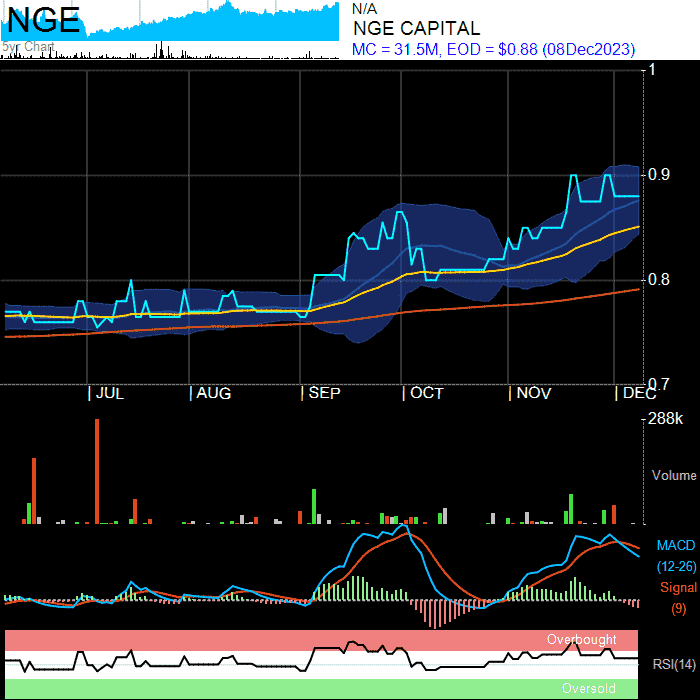 NGE
5yr Chart
N/A
NGE CAPITAL
MC = 31.5M, EOD = $0.88 (08Dec2023)
1
0.9
0.8
0.7
JUL AUG SEP OCT NOV DEC
288k
Volume
MACD
(12-26)
Signal
(9)
Overbought
RSI(14)
Oversold